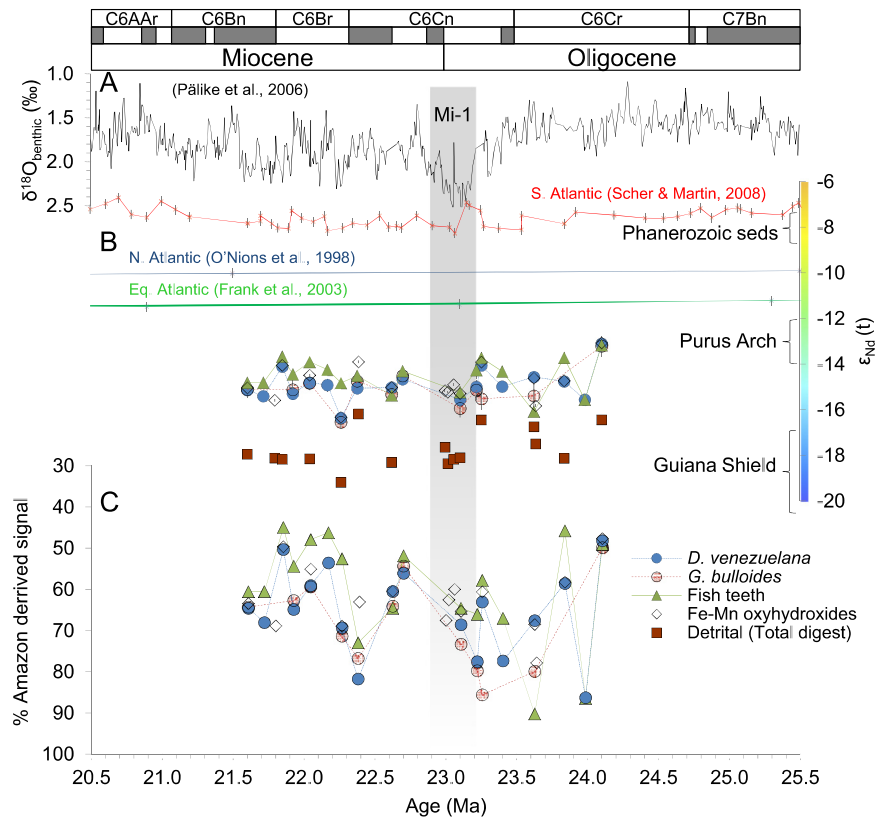 C6AAr C6Bn C6Br C6Cn C6Cr C7Bn
Miocene Oligocene
A
(Pälike et al., 2006)
Mi-1
1.0
1.5
2.0
2.5
δ18Obenthic (‰)
S. Atlantic (Scher & Martin, 2008)
Phanerozoic seds
B
N. Atlantic (O'Nions et al., 1998)
Eq. Atlantic (Frank et al., 2003)
Purus Arch
Guiana Shield
-6
-8
-10
-12
-14
-16
-18
-20
εNd (t)
C
30
40
50
60
70
80
90
100
% Amazon derrived signal
D. venezuelana
G. bulloides
Fish teeth
Fe-Mn oxyhydroxides
Detrital (Total digest)
20.5 21.0 21.5 22.0 22.5 23.0 23.5 24.0 24.5 25.0 25.5
Age (Ma)